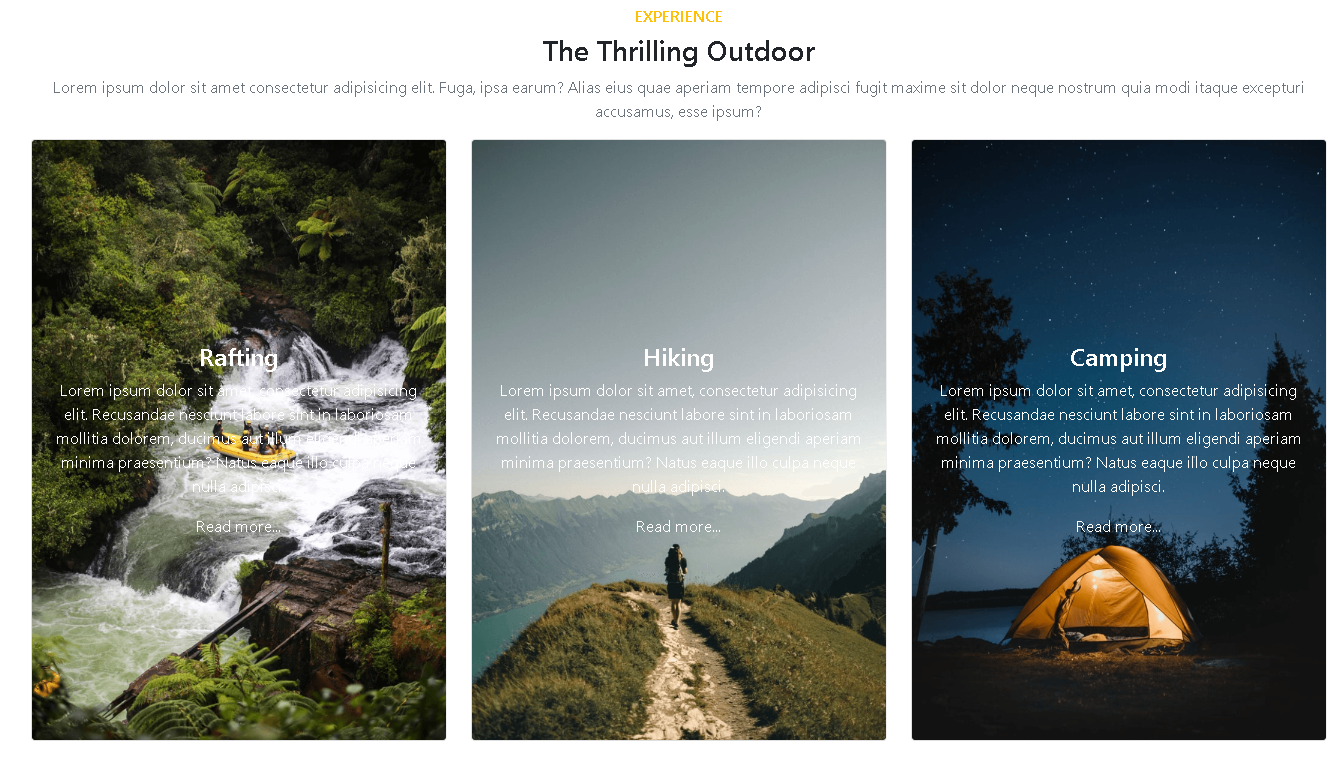 EXPERIENCE
The Thrilling Outdoor
Lorem ipsum dolor sit amet consectetur adipisicing elit. Fuga, ipsa earum? Alias eius quae aperiam tempore adipisci fugit maxime sit dolor neque nostrum quia modi itaque excepturi
accusamus, esse ipsum?
Rafting
Lorem ipsum dolor sit amet, consectetur adipisicing
elit. Recusandae nesciunt labore sint in laboriosam
mollitia dolorem, ducimus aut illum eligendi aperiam
minima praesentium? Natus eaque illo culpa neque
nulla adipisci.
Read more...
Hiking
Lorem ipsum dolor sit amet, consectetur adipisicing
elit. Recusandae nesciunt labore sint in laboriosam
mollitia dolorem, ducimus aut illum eligendi aperiam
minima praesentium? Natus eaque illo culpa neque
nulla adipisci.
Read more...
Camping
Lorem ipsum dolor sit amet, consectetur adipisicing
elit. Recusandae nesciunt labore sint in laboriosam
mollitia dolorem, ducimus aut illum eligendi aperiam
minima praesentium? Natus eaque illo culpa neque
nulla adipisci.
Read more...